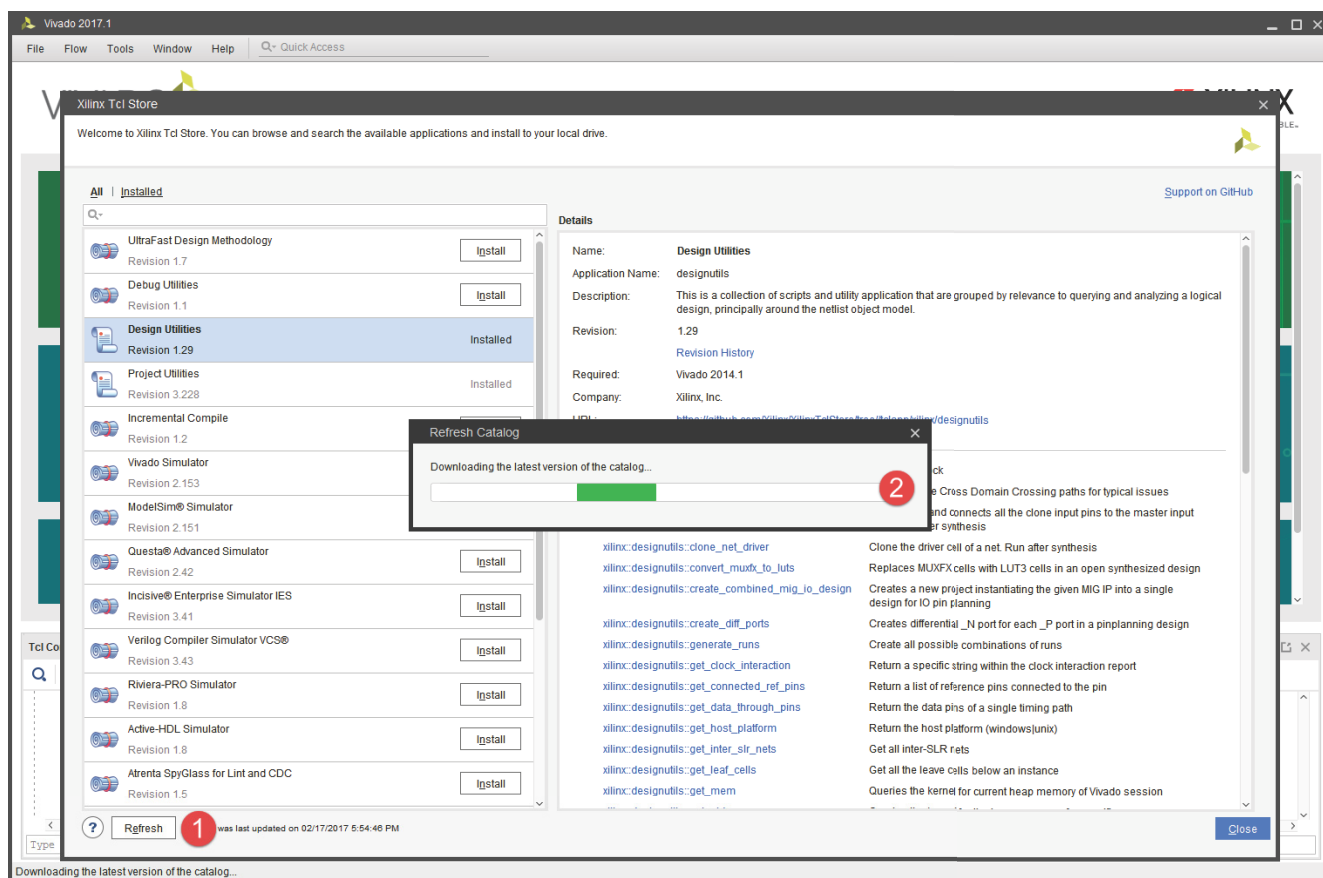 Vivado 2017.1
File Flow Tools Window Help Quick Access
Xilinx Tcl Store
Welcome to Xilinx Tcl Store. You can browse and search the available applications and install to your local drive.
All | Installed
Support on GitHub
UltraFast Design Methodology
Revision 1.7
Install
Debug Utilities
Revision 1.1
Install
Design Utilities
Revision 1.29
Installed
Project Utilities
Revision 3.228
Installed
Incremental Compile
Revision 1.2
Vivado Simulator
Revision 2.153
ModelSim® Simulator
Revision 2.151
Questa® Advanced Simulator
Revision 2.42
Install
Incisive® Enterprise Simulator IES
Revision 3.41
Install
Verilog Compiler Simulator VCS®
Revision 3.43
Install
Riviera-PRO Simulator
Revision 1.8
Install
Active-HDL Simulator
Revision 1.8
Install
Atrenta SpyGlass for Lint and CDC
Revision 1.5
Install
Details
Name: Design Utilities
Application Name: designutils
Description: This is a collection of scripts and utility application that are grouped by relevance to querying and analyzing a logical
design, principally around the netlist object model.
Revision: 1.29
Revision History
Required: Vivado 2014.1
Company: Xilinx, Inc.
/designutils
Refresh Catalog
Downloading the latest version of the catalog...
2
ck
e Cross Domain Crossing paths for typical issues
and connects all the clone input pins to the master input
er synthesis
xilinx::designutils::clone_net_driver Clone the driver cell of a net. Run after synthesis
xilinx::designutils::convert_muxfx_to_luts Replaces MUXFX cells with LUT3 cells in an open synthesized design
xilinx::designutils::create_combined_mig_io_design Creates a new project instantiating the given MIG IP into a single
design for IO pin planning
xilinx::designutils::create_diff_ports Creates differential _N port for each _P port in a pinplanning design
xilinx::designutils::generate_runs Create all possible combinations of runs
xilinx::designutils::get_clock_interaction Return a specific string within the clock interaction report
xilinx::designutils::get_connected_ref_pins Return a list of reference pins connected to the pin
xilinx::designutils::get_data_through_pins Return the data pins of a single timing path
xilinx::designutils::get_host_platform Return the host platform (windows|unix)
xilinx::designutils::get_inter_slr_nets Get all inter-SLR nets
xilinx::designutils::get_leaf_cells Get all the leave cells below an instance
xilinx::designutils::get_mem Queries the kernel for current heap memory of Vivado session
? Refresh 1 was last updated on 02/17/2017 5:54:46 PM
Close
Tcl Co
Type
Downloading the latest version of the catalog...